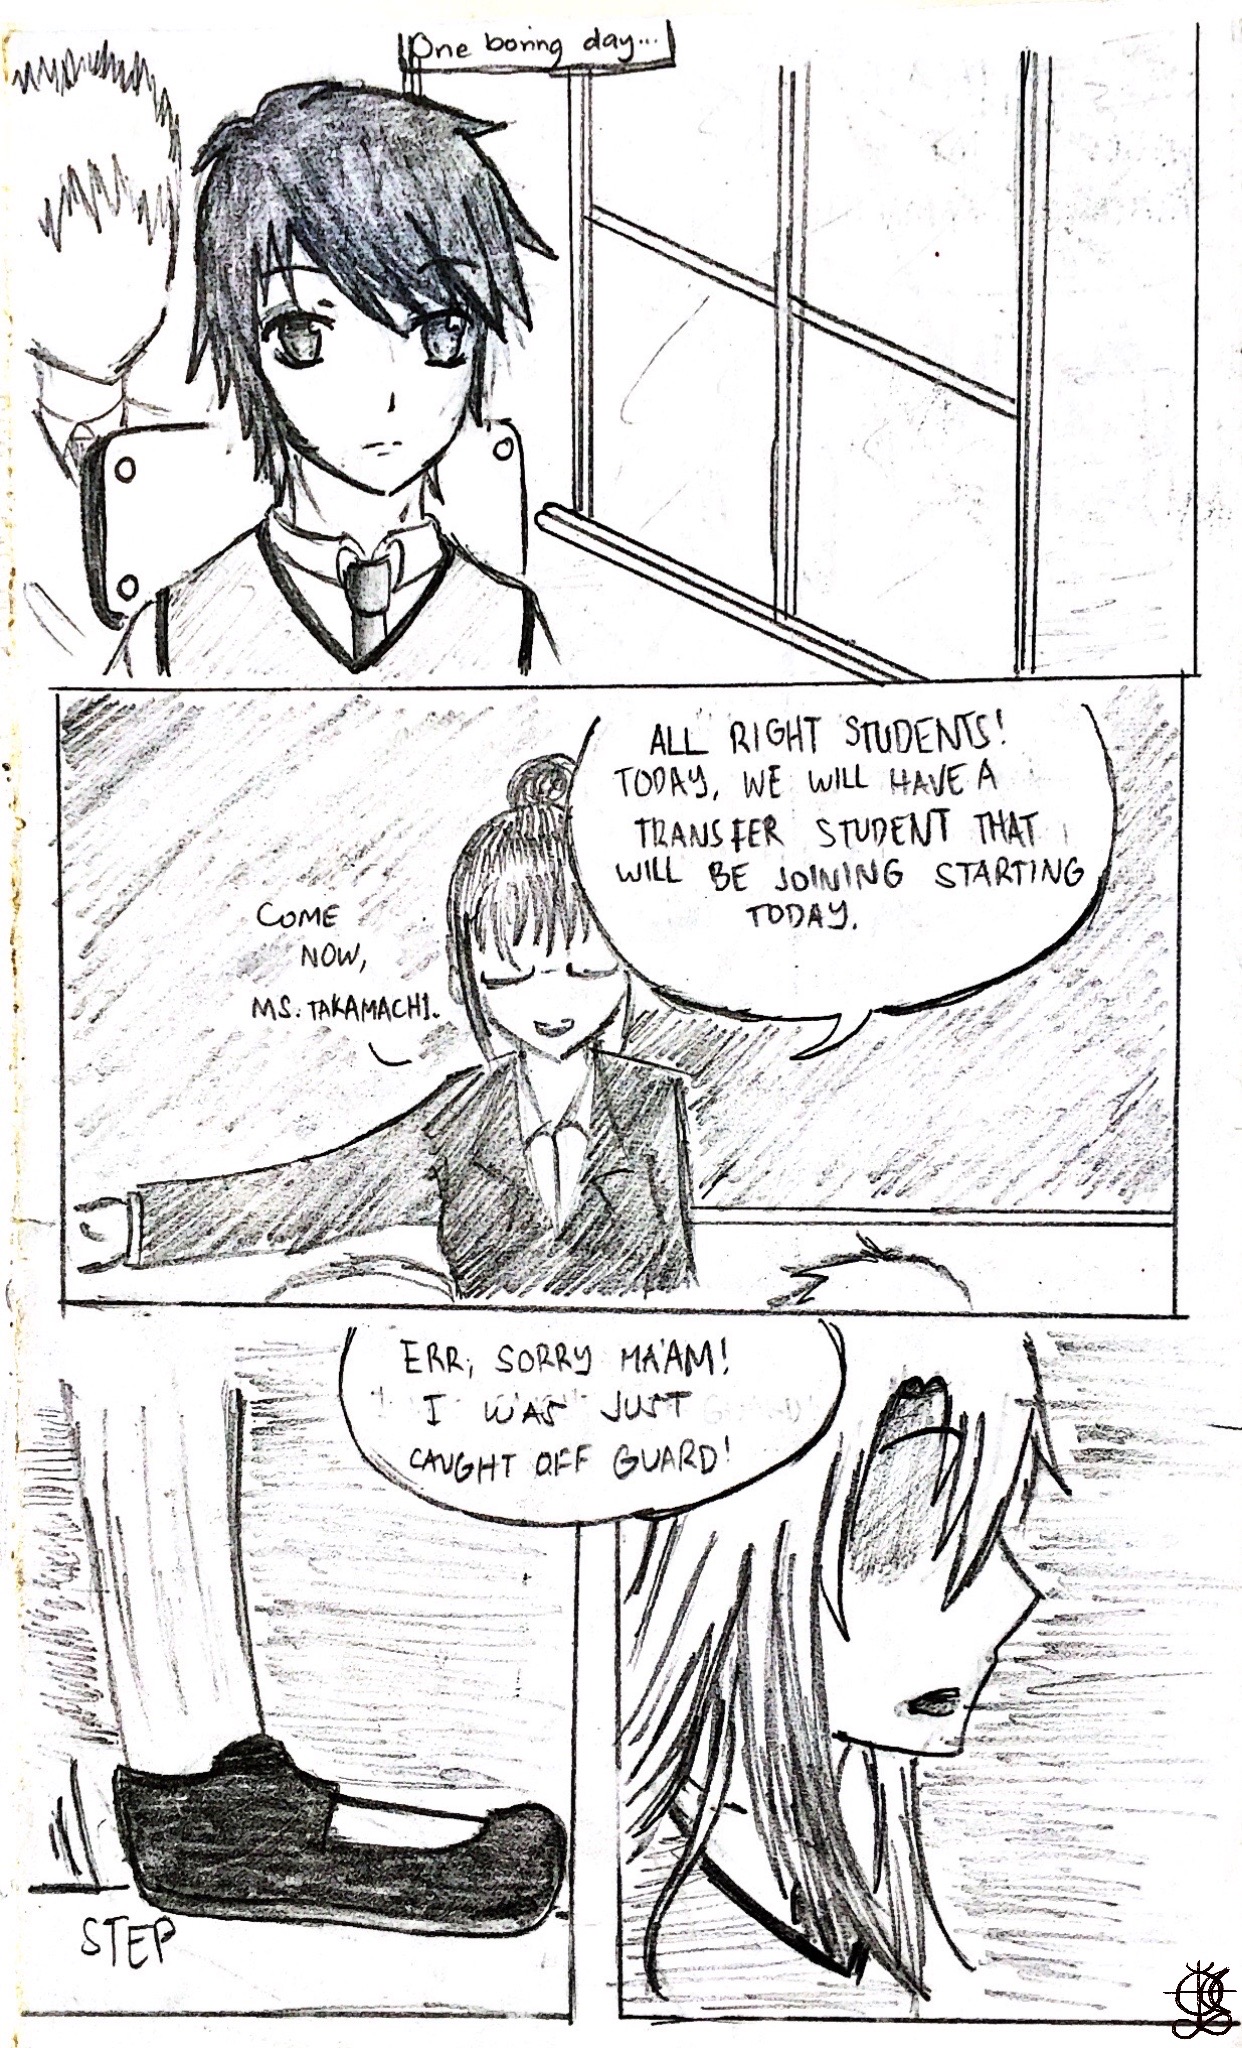 One boring day...
ALL RIGHT STUDENTS!
TODAY, WE WILL HAVE A
TRANSFER STUDENT THAT
WILL BE JOINING STARTING
TODAY.
COME
NOW,
MS. TAKAMACHI.
ERR, SORRY MA'AM!
I WAS JUST
CAUGHT OFF GUARD!
STEP